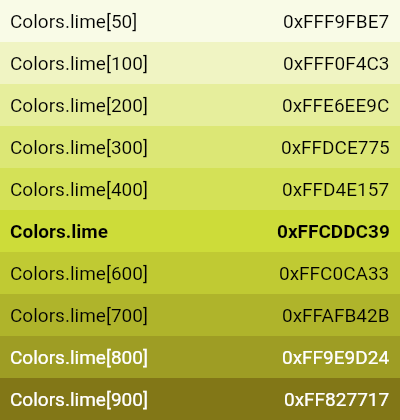 Colors.lime[50] 0xFFF9FBE7
Colors.lime[100] 0xFFF0F4C3
Colors.lime[200] 0xFFE6EE9C
Colors.lime[300] 0xFFDCE775
Colors.lime[400] 0xFFD4E157
Colors.lime 0xFFCDDC39
Colors.lime[600] 0xFFC0CA33
Colors.lime[700] 0xFFAFB42B
Colors.lime[800] 0xFF9E9D24
Colors.lime[900] 0xFF827717